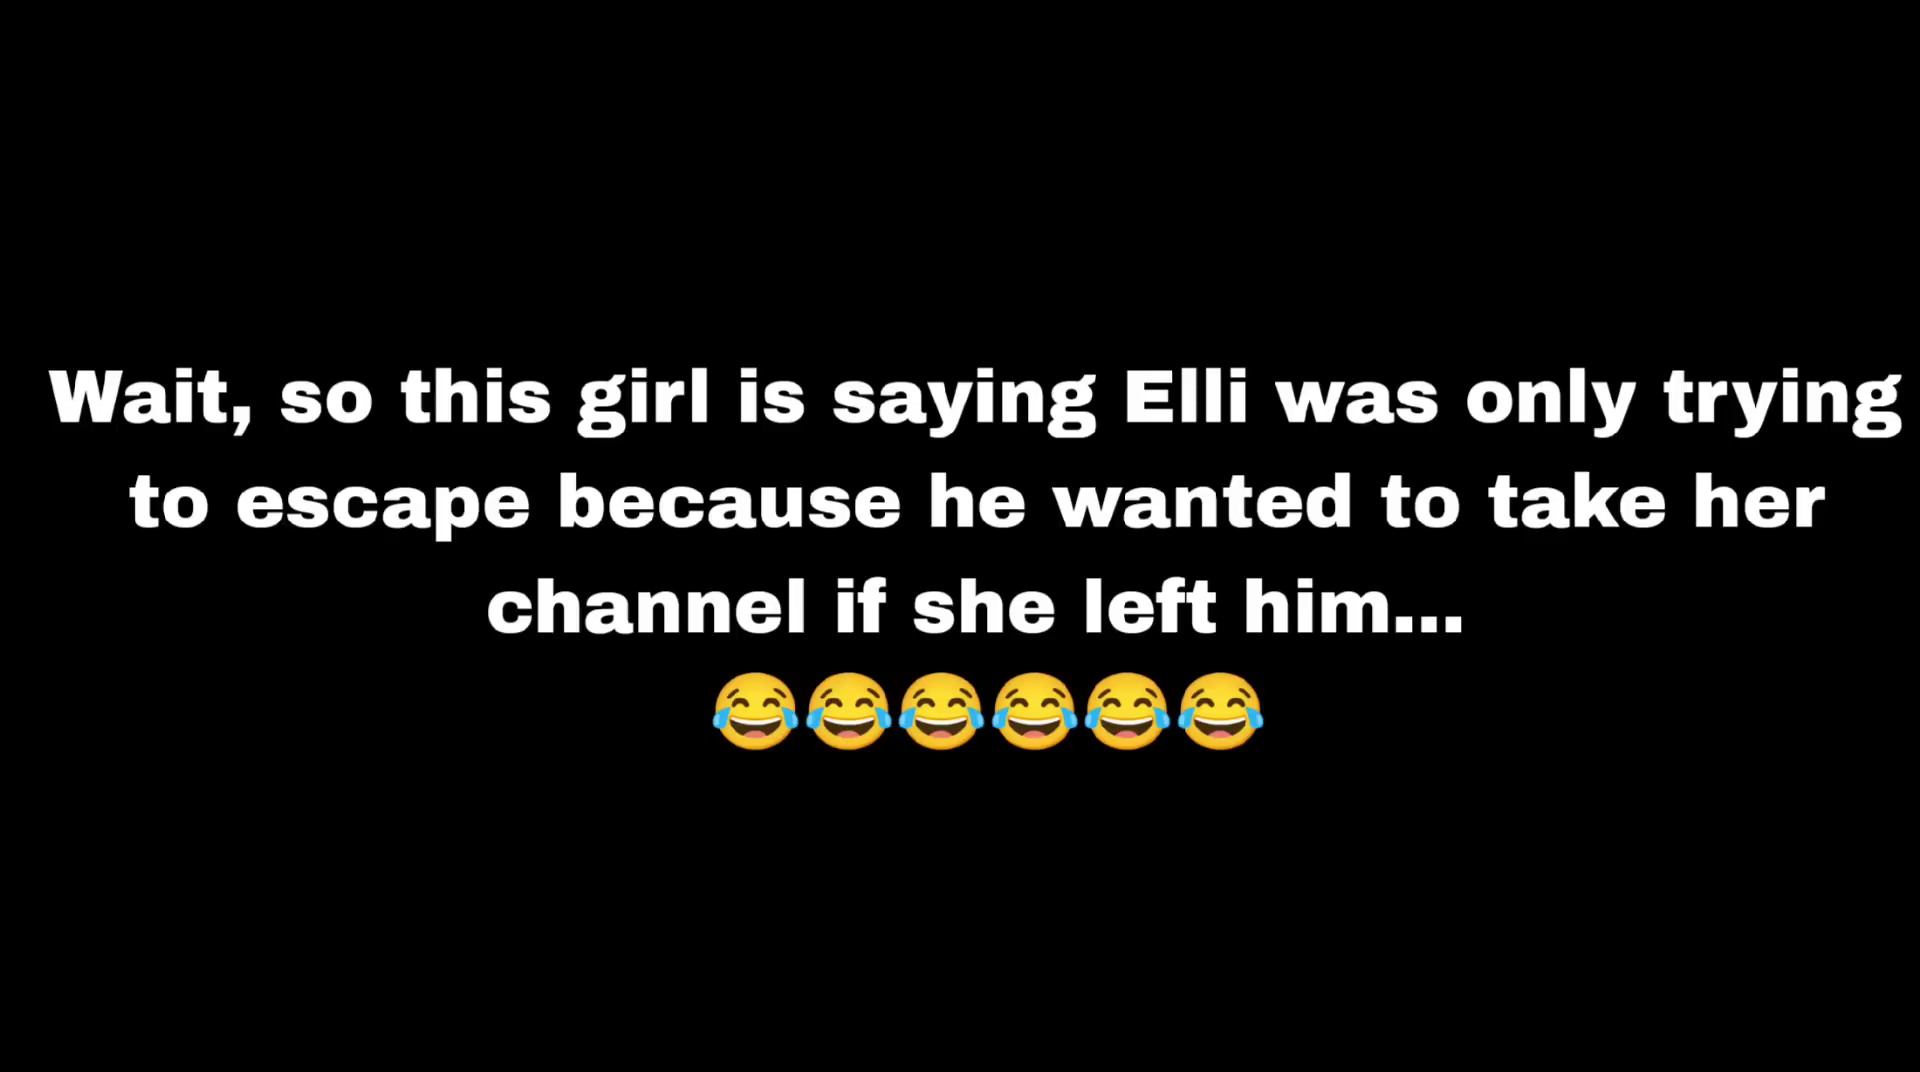 Wait, so this girl is saying Elli was only trying
to escape because he wanted to take her
channel if she left him...
😂😂😂😂😂😂